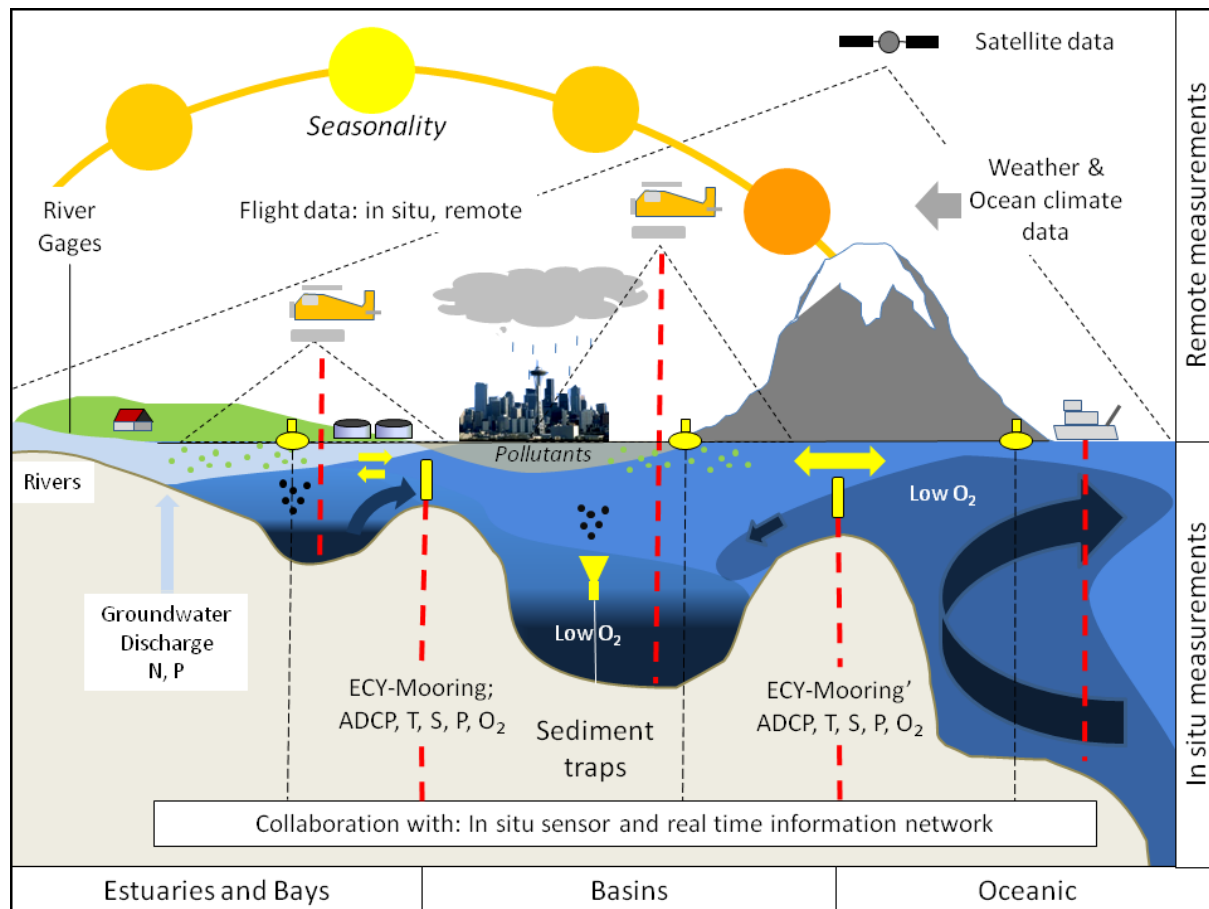 Satellite data
Seasonality
Weather &
Ocean climate
data
River
Gages
Flight data: in situ, remote
Remote measurements
Pollutants
Rivers
Low O₂
Groundwater
Discharge
N, P
Low O₂
ECY-Mooring;
ADCP, T, S, P, O₂
Sediment
traps
ECY-Mooring’
ADCP, T, S, P, O₂
In situ measurements
Collaboration with: In situ sensor and real time information network
Estuaries and Bays
Basins
Oceanic